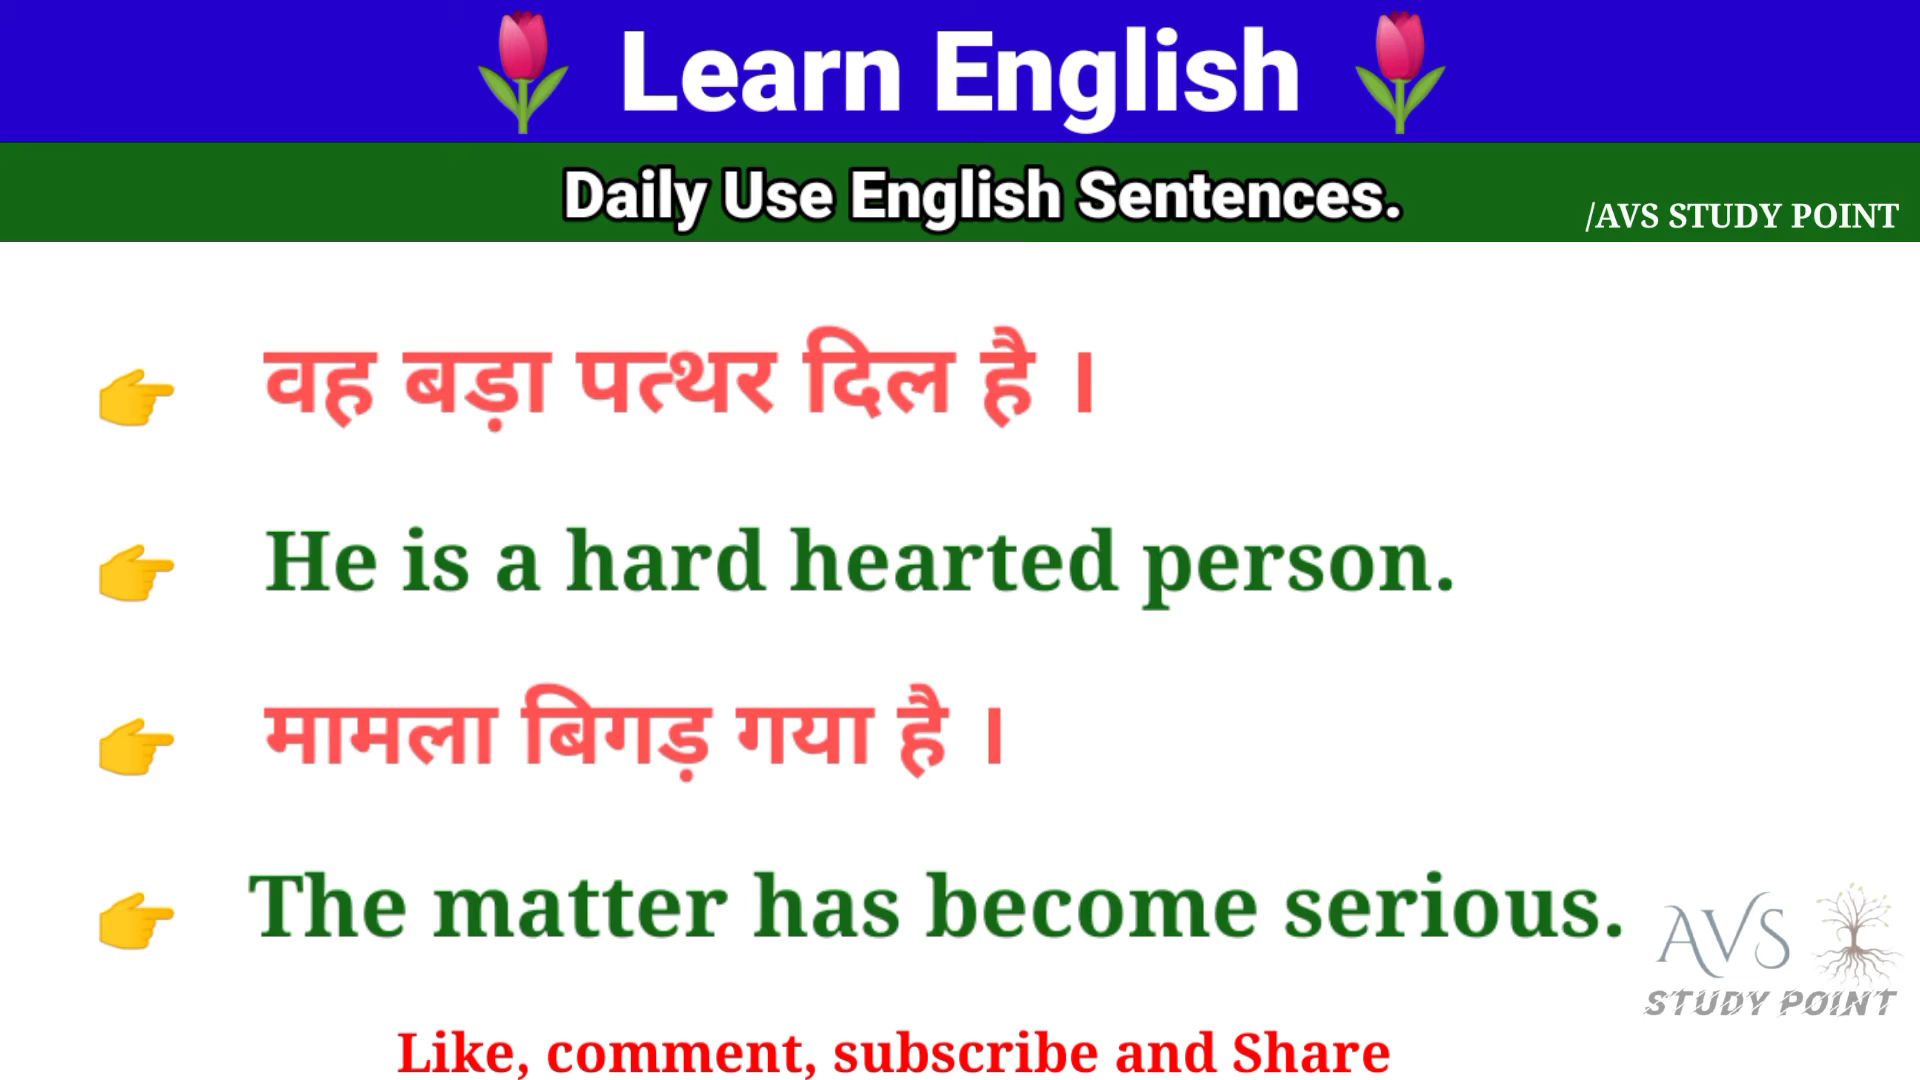 Learn English
Daily Use English Sentences.
/AVS STUDY POINT
वह बड़ा पत्थर दिल है ।
He is a hard hearted person.
मामला बिगड़ गया है ।
The matter has become serious.
AVS
STUDY POINT
Like, comment, subscribe and Share